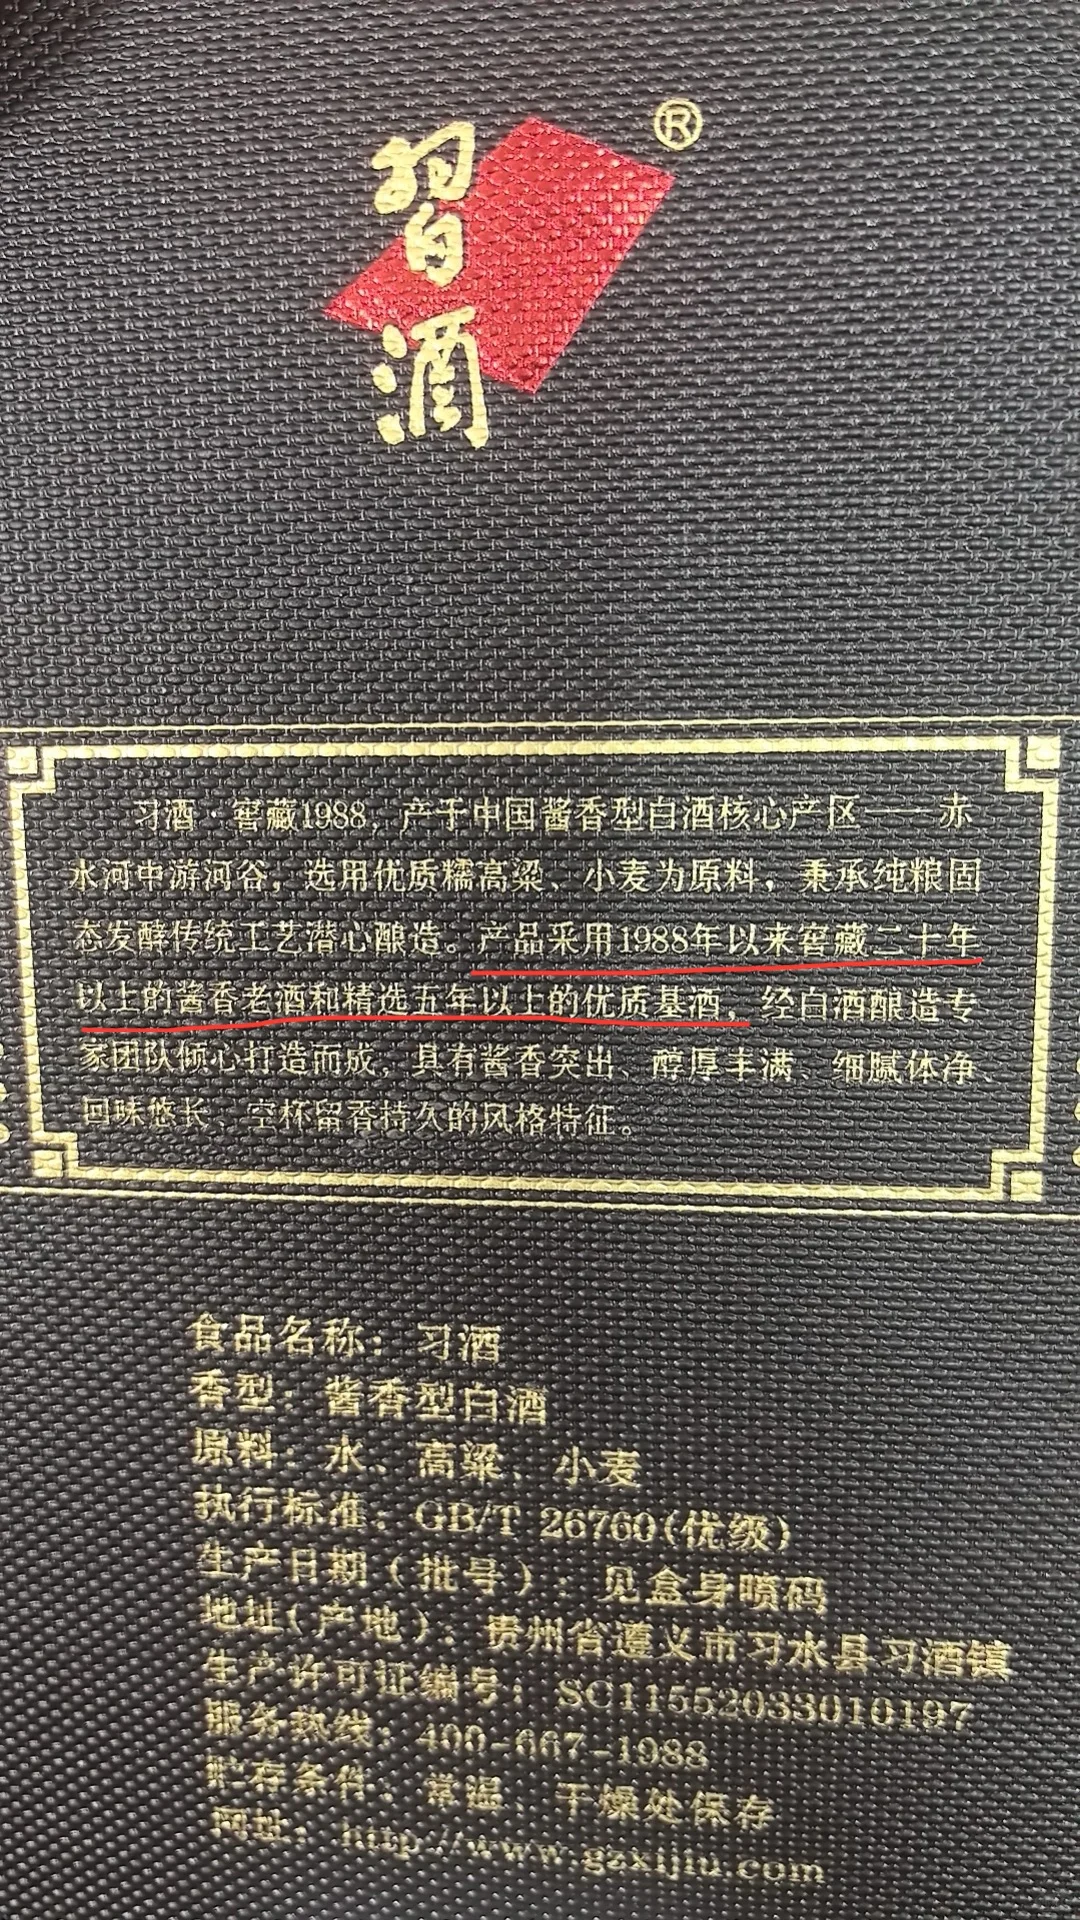 習酒®
习酒·窖藏1988，产于中国酱香型白酒核心产区——赤
水河中游河谷，选用优质糯高粱、小麦为原料，秉承纯粮固
态发酵传统工艺潜心酿造。产品采用1988年以来窖藏二十年
以上的酱香老酒和精选五年以上的优质基酒，经白酒酿造专
家团队倾心打造而成，具有酱香突出、醇厚丰满、细腻体净、
回味悠长、空杯留香持久的风格特征。
食品名称：习酒
香型：酱香型白酒
原料：水、高粱、小麦
执行标准：GB/T 26760(优级)
生产日期（批号）：见盒身喷码
地址(产地)：贵州省遵义市习水县习酒镇
生产许可证编号：SC11552033010197
服务热线：400-667-1988
贮存条件：常温、干燥处保存
网址：http://www.gzxijiu.com